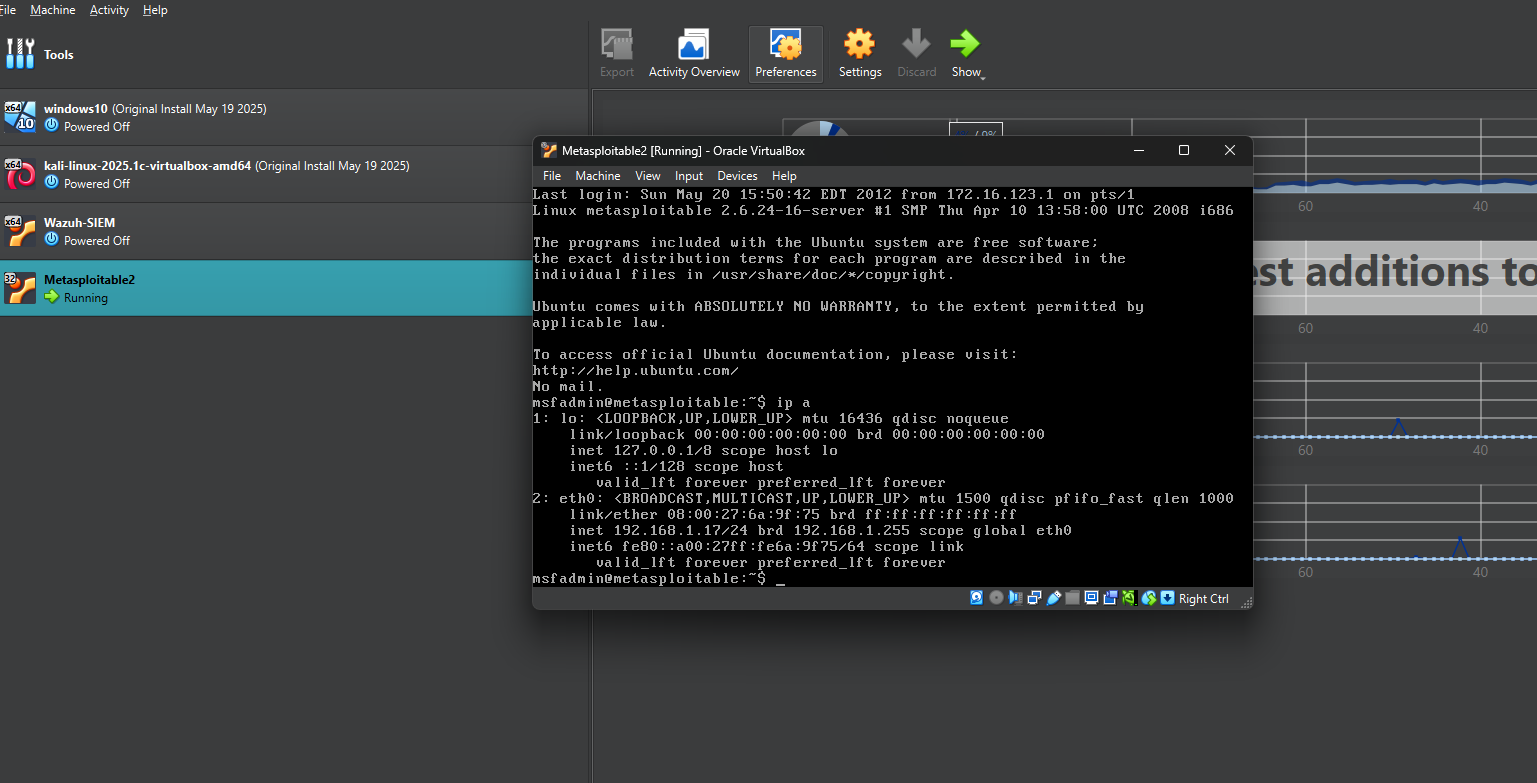 File Machine Activity Help
Tools
Export Activity Overview Preferences Settings Discard Show
x64 windows10 (Original Install May 19 2025)
10 Powered Off
x64 kali-linux-2025.1c-virtualbox-amd64 (Original Install May 19 2025)
Powered Off
x64 Wazuh-SIEM
Powered Off
32 Metasploitable2
Running
Metasploitable2 [Running] - Oracle VirtualBox
File Machine View Input Devices Help
Last login: Sun May 20 15:50:42 EDT 2012 from 172.16.123.1 on pts/1
Linux metasploitable 2.6.24-16-server #1 SMP Thu Apr 10 13:58:00 UTC 2008 i686
The programs included with the Ubuntu system are free software;
the exact distribution terms for each program are described in the
individual files in /usr/share/doc/*/copyright.
Ubuntu comes with ABSOLUTELY NO WARRANTY, to the extent permitted by
applicable law.
To access official Ubuntu documentation, please visit:
http://help.ubuntu.com/
No mail.
msfadmin@metasploitable:~$ ip a
1: lo: <LOOPBACK,UP,LOWER_UP> mtu 16436 qdisc noqueue
link/loopback 00:00:00:00:00:00 brd 00:00:00:00:00:00
inet 127.0.0.1/8 scope host lo
inet6 ::1/128 scope host
valid_lft forever preferred_lft forever
2: eth0: <BROADCAST,MULTICAST,UP,LOWER_UP> mtu 1500 qdisc pfifo_fast qlen 1000
link/ether 08:00:27:6a:9f:75 brd ff:ff:ff:ff:ff:ff
inet 192.168.1.17/24 brd 192.168.1.255 scope global eth0
inet6 fe80::a00:27ff:fe6a:9f75/64 scope link
valid_lft forever preferred_lft forever
msfadmin@metasploitable:~$ _
Right Ctrl
60 40
est additions to
60 40
60 40
60 40